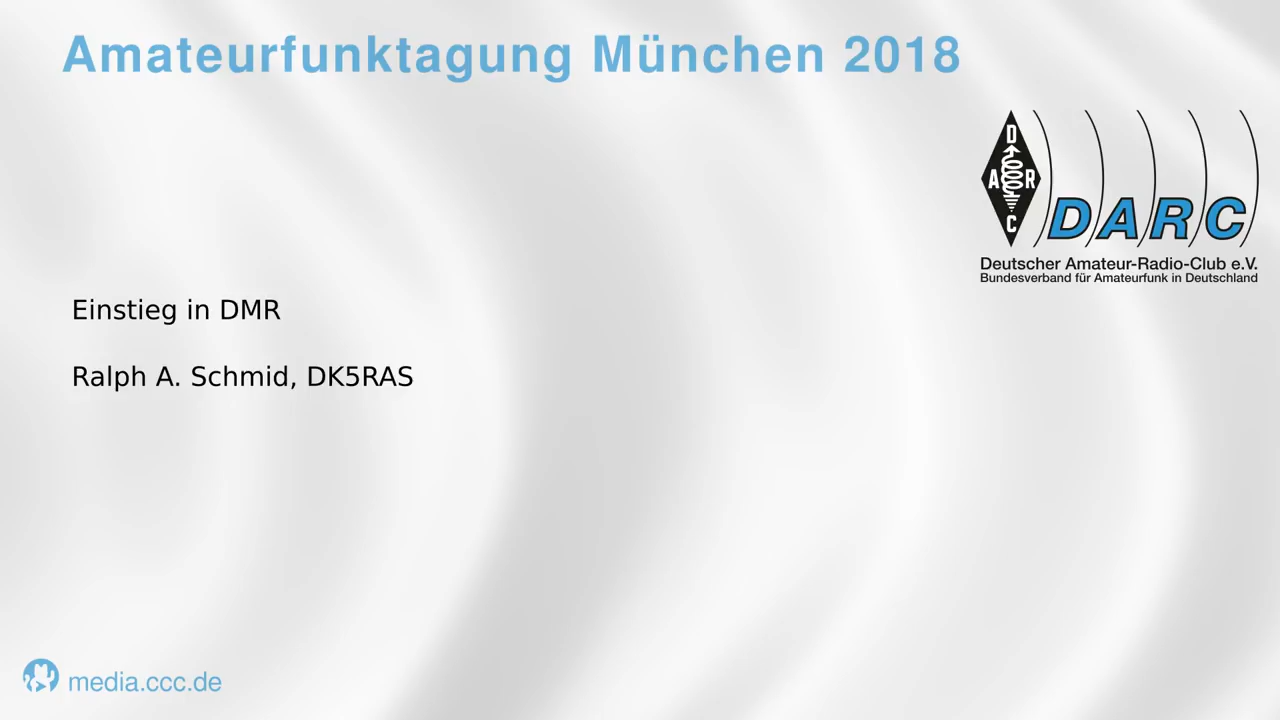 Amateurfunktagung München 2018
D
A R
C
DARC
Deutscher Amateur-Radio-Club e.V.
Bundesverband für Amateurfunk in Deutschland
Einstieg in DMR
Ralph A. Schmid, DK5RAS
media.ccc.de